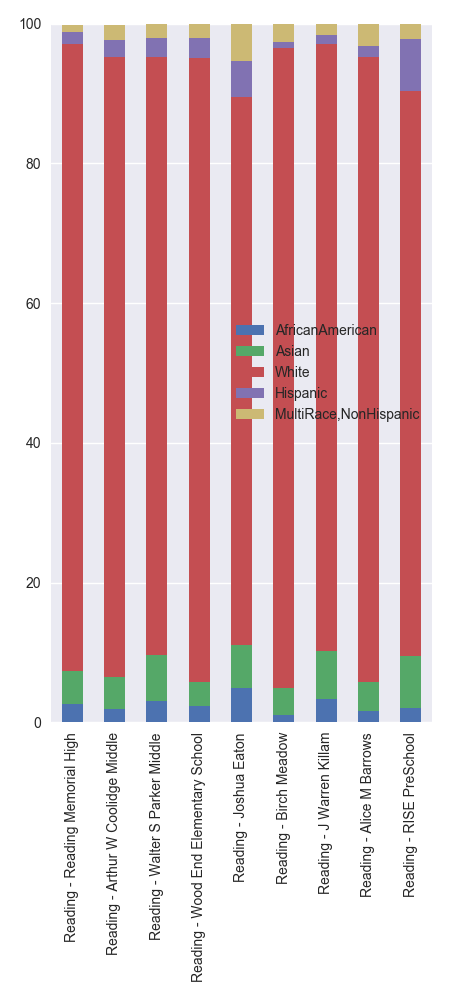 100
80
60
40
20
0
AfricanAmerican
Asian
White
Hispanic
MultiRace,NonHispanic
Reading - Reading Memorial High
Reading - Arthur W Coolidge Middle
Reading - Walter S Parker Middle
Reading - Wood End Elementary School
Reading - Joshua Eaton
Reading - Birch Meadow
Reading - J Warren Killam
Reading - Alice M Barrows
Reading - RISE PreSchool